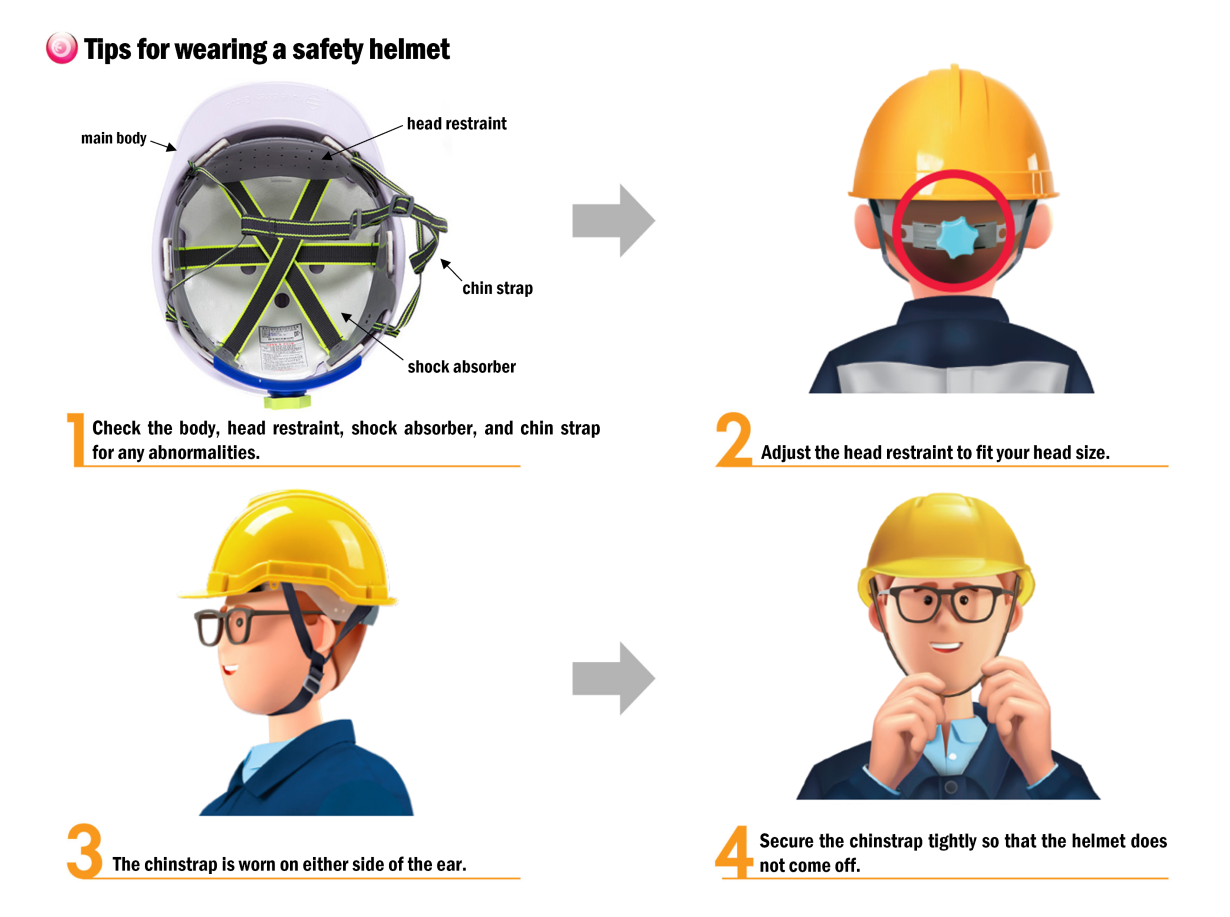 Tips for wearing a safety helmet
main body
head restraint
chin strap
shock absorber
1
Check the body, head restraint, shock absorber, and chin strap
for any abnormalities.
2
Adjust the head restraint to fit your head size.
3
The chinstrap is worn on either side of the ear.
4
Secure the chinstrap tightly so that the helmet does
not come off.